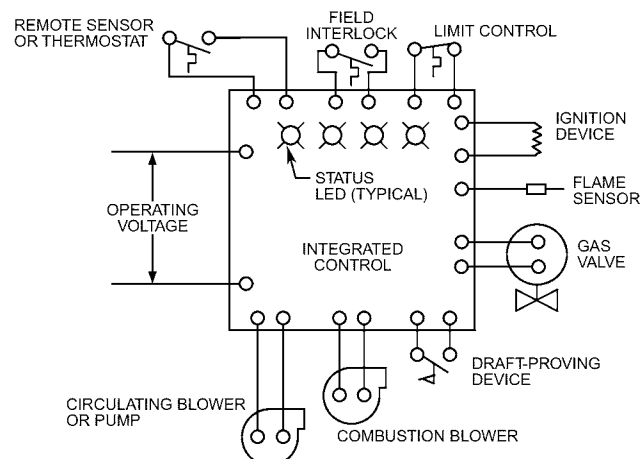 REMOTE SENSOR
OR THERMOSTAT
FIELD
INTERLOCK
LIMIT CONTROL
IGNITION
DEVICE
STATUS
LED (TYPICAL)
FLAME
SENSOR
OPERATING
VOLTAGE
INTEGRATED
CONTROL
GAS
VALVE
DRAFT-PROVING
DEVICE
CIRCULATING BLOWER
OR PUMP
COMBUSTION BLOWER